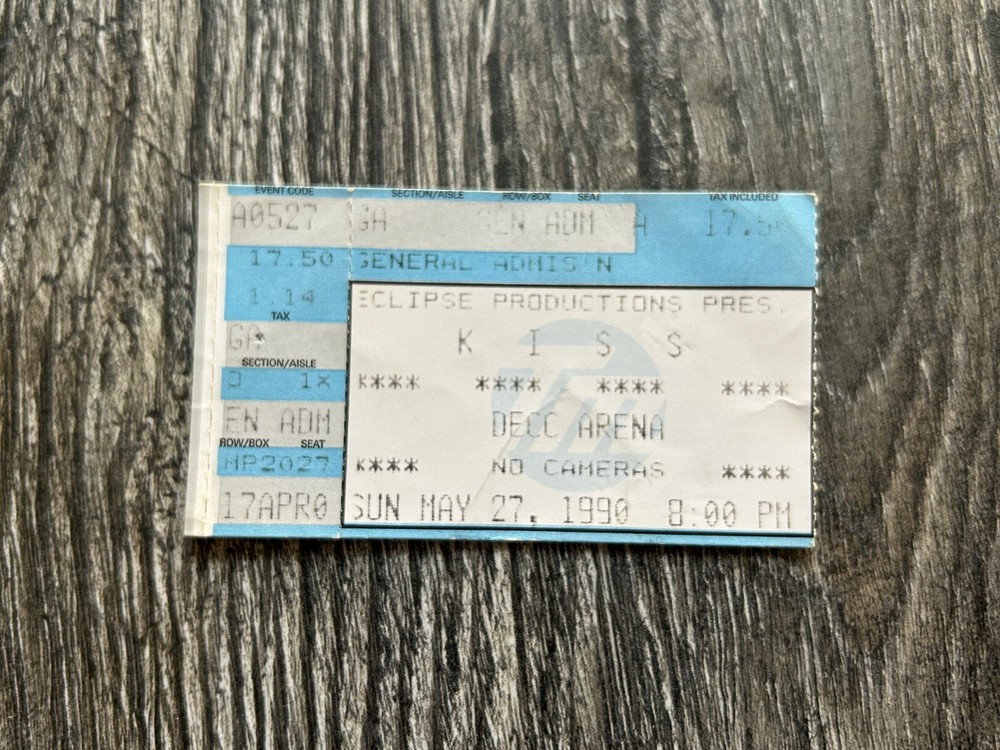 EVENT CODE SECTION/AISLE ROW/BOX SEAT TAX INCLUDED
A0527 GA GEN ADM A 17.50
17.50 GENERAL ADMIS N
1.14 ECLIPSE PRODUCTIONS PRES.
TAX
GA K I $ $
SECTION/AISLE
1X K**** **** **** ****
EN ADM DECC ARENA
ROW/BOX SEAT
MP2027 K**** NO CAMERAS ****
17APR0 SUN MAY 27, 1990 8:00 PM